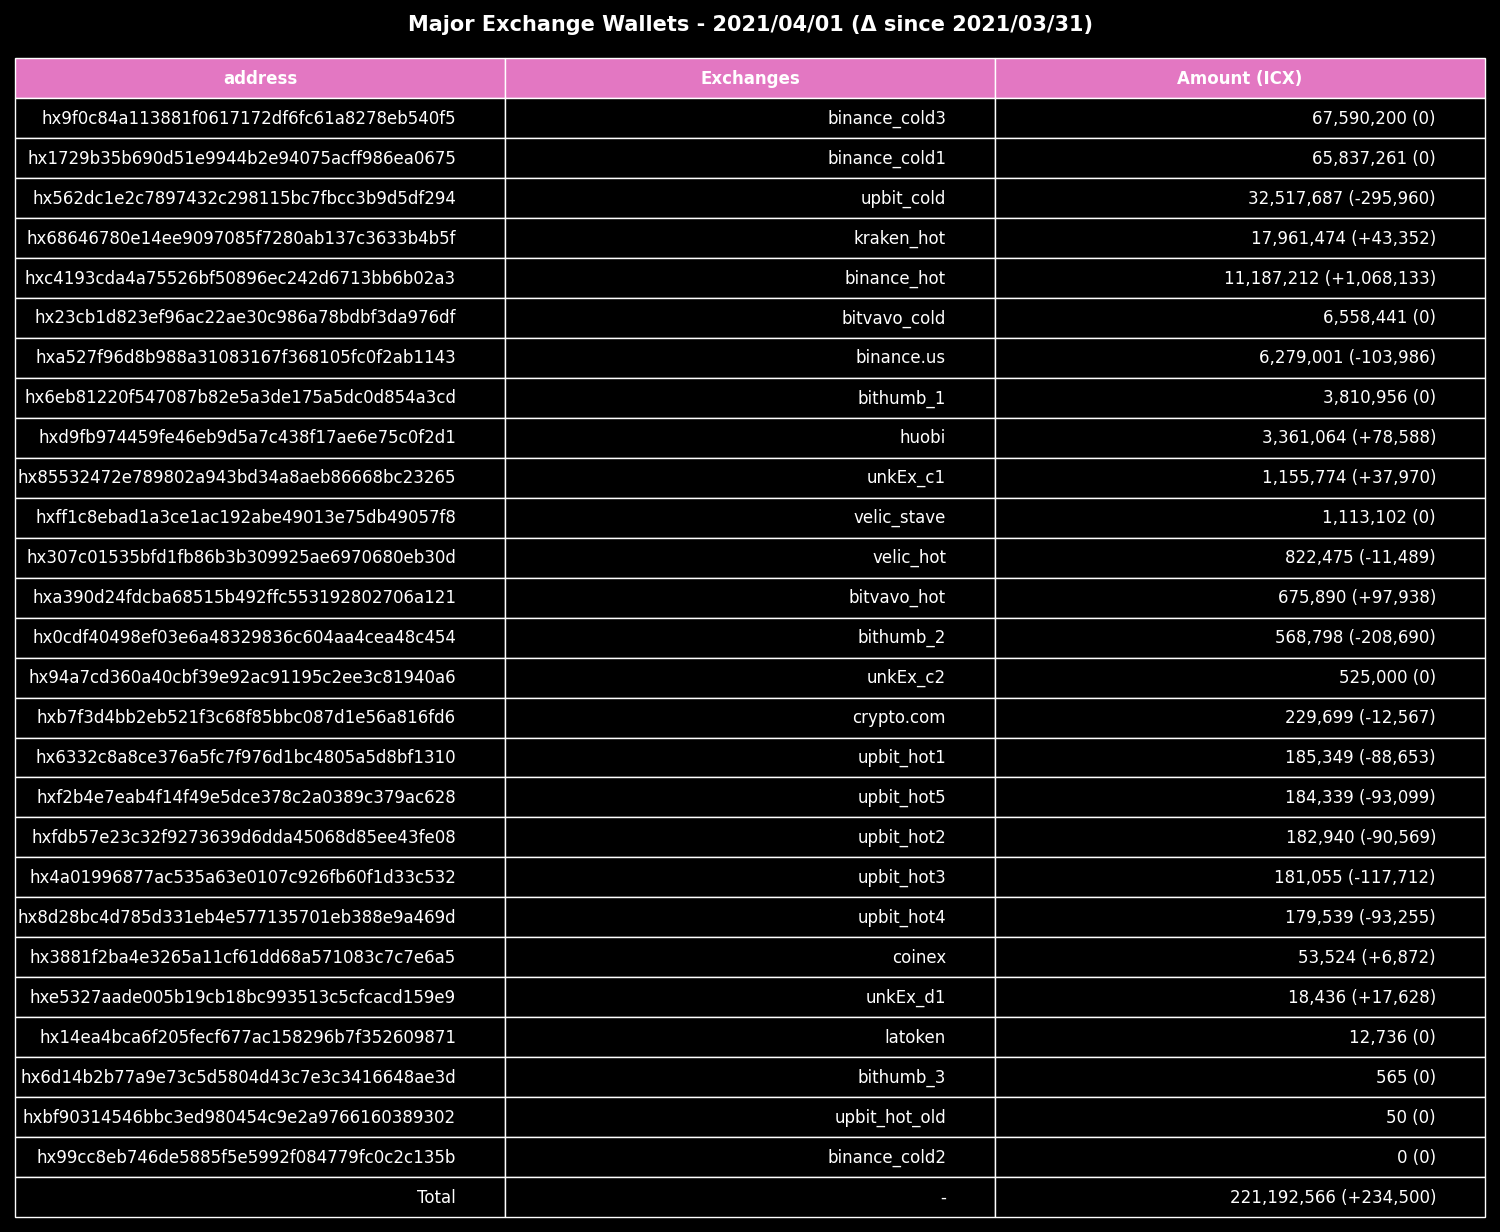 Major Exchange Wallets - 2021/04/01 (Δ since 2021/03/31)
address Exchanges Amount (ICX)
hx9f0c84a113881f0617172df6fc61a8278eb540f5 binance_cold3 67,590,200 (0)
hx1729b35b690d51e9944b2e94075acff986ea0675 binance_cold1 65,837,261 (0)
hx562dc1e2c7897432c298115bc7fbcc3b9d5df294 upbit_cold 32,517,687 (-295,960)
hx68646780e14ee9097085f7280ab137c3633b4b5f kraken_hot 17,961,474 (+43,352)
hxc4193cda4a75526bf50896ec242d6713bb6b02a3 binance_hot 11,187,212 (+1,068,133)
hx23cb1d823ef96ac22ae30c986a78bdbf3da976df bitvavo_cold 6,558,441 (0)
hxa527f96d8b988a31083167f368105fc0f2ab1143 binance.us 6,279,001 (-103,986)
hx6eb81220f547087b82e5a3de175a5dc0d854a3cd bithumb_1 3,810,956 (0)
hxd9fb974459fe46eb9d5a7c438f17ae6e75c0f2d1 huobi 3,361,064 (+78,588)
hx85532472e789802a943bd34a8aeb86668bc23265 unkEx_c1 1,155,774 (+37,970)
hxff1c8ebad1a3ce1ac192abe49013e75db49057f8 velic_stave 1,113,102 (0)
hx307c01535bfd1fb86b3b309925ae6970680eb30d velic_hot 822,475 (-11,489)
hxa390d24fdcba68515b492ffc553192802706a121 bitvavo_hot 675,890 (+97,938)
hx0cdf40498ef03e6a48329836c604aa4cea48c454 bithumb_2 568,798 (-208,690)
hx94a7cd360a40cbf39e92ac91195c2ee3c81940a6 unkEx_c2 525,000 (0)
hxb7f3d4bb2eb521f3c68f85bbc087d1e56a816fd6 crypto.com 229,699 (-12,567)
hx6332c8a8ce376a5fc7f976d1bc4805a5d8bf1310 upbit_hot1 185,349 (-88,653)
hxf2b4e7eab4f14f49e5dce378c2a0389c379ac628 upbit_hot5 184,339 (-93,099)
hxfdb57e23c32f9273639d6dda45068d85ee43fe08 upbit_hot2 182,940 (-90,569)
hx4a01996877ac535a63e0107c926fb60f1d33c532 upbit_hot3 181,055 (-117,712)
hx8d28bc4d785d331eb4e577135701eb388e9a469d upbit_hot4 179,539 (-93,255)
hx3881f2ba4e3265a11cf61dd68a571083c7c7e6a5 coinex 53,524 (+6,872)
hxe5327aade005b19cb18bc993513c5cfcacd159e9 unkEx_d1 18,436 (+17,628)
hx14ea4bca6f205fecf677ac158296b7f352609871 latoken 12,736 (0)
hx6d14b2b77a9e73c5d5804d43c7e3c3416648ae3d bithumb_3 565 (0)
hxbf90314546bbc3ed980454c9e2a9766160389302 upbit_hot_old 50 (0)
hx99cc8eb746de5885f5e5992f084779fc0c2c135b binance_cold2 0 (0)
Total - 221,192,566 (+234,500)